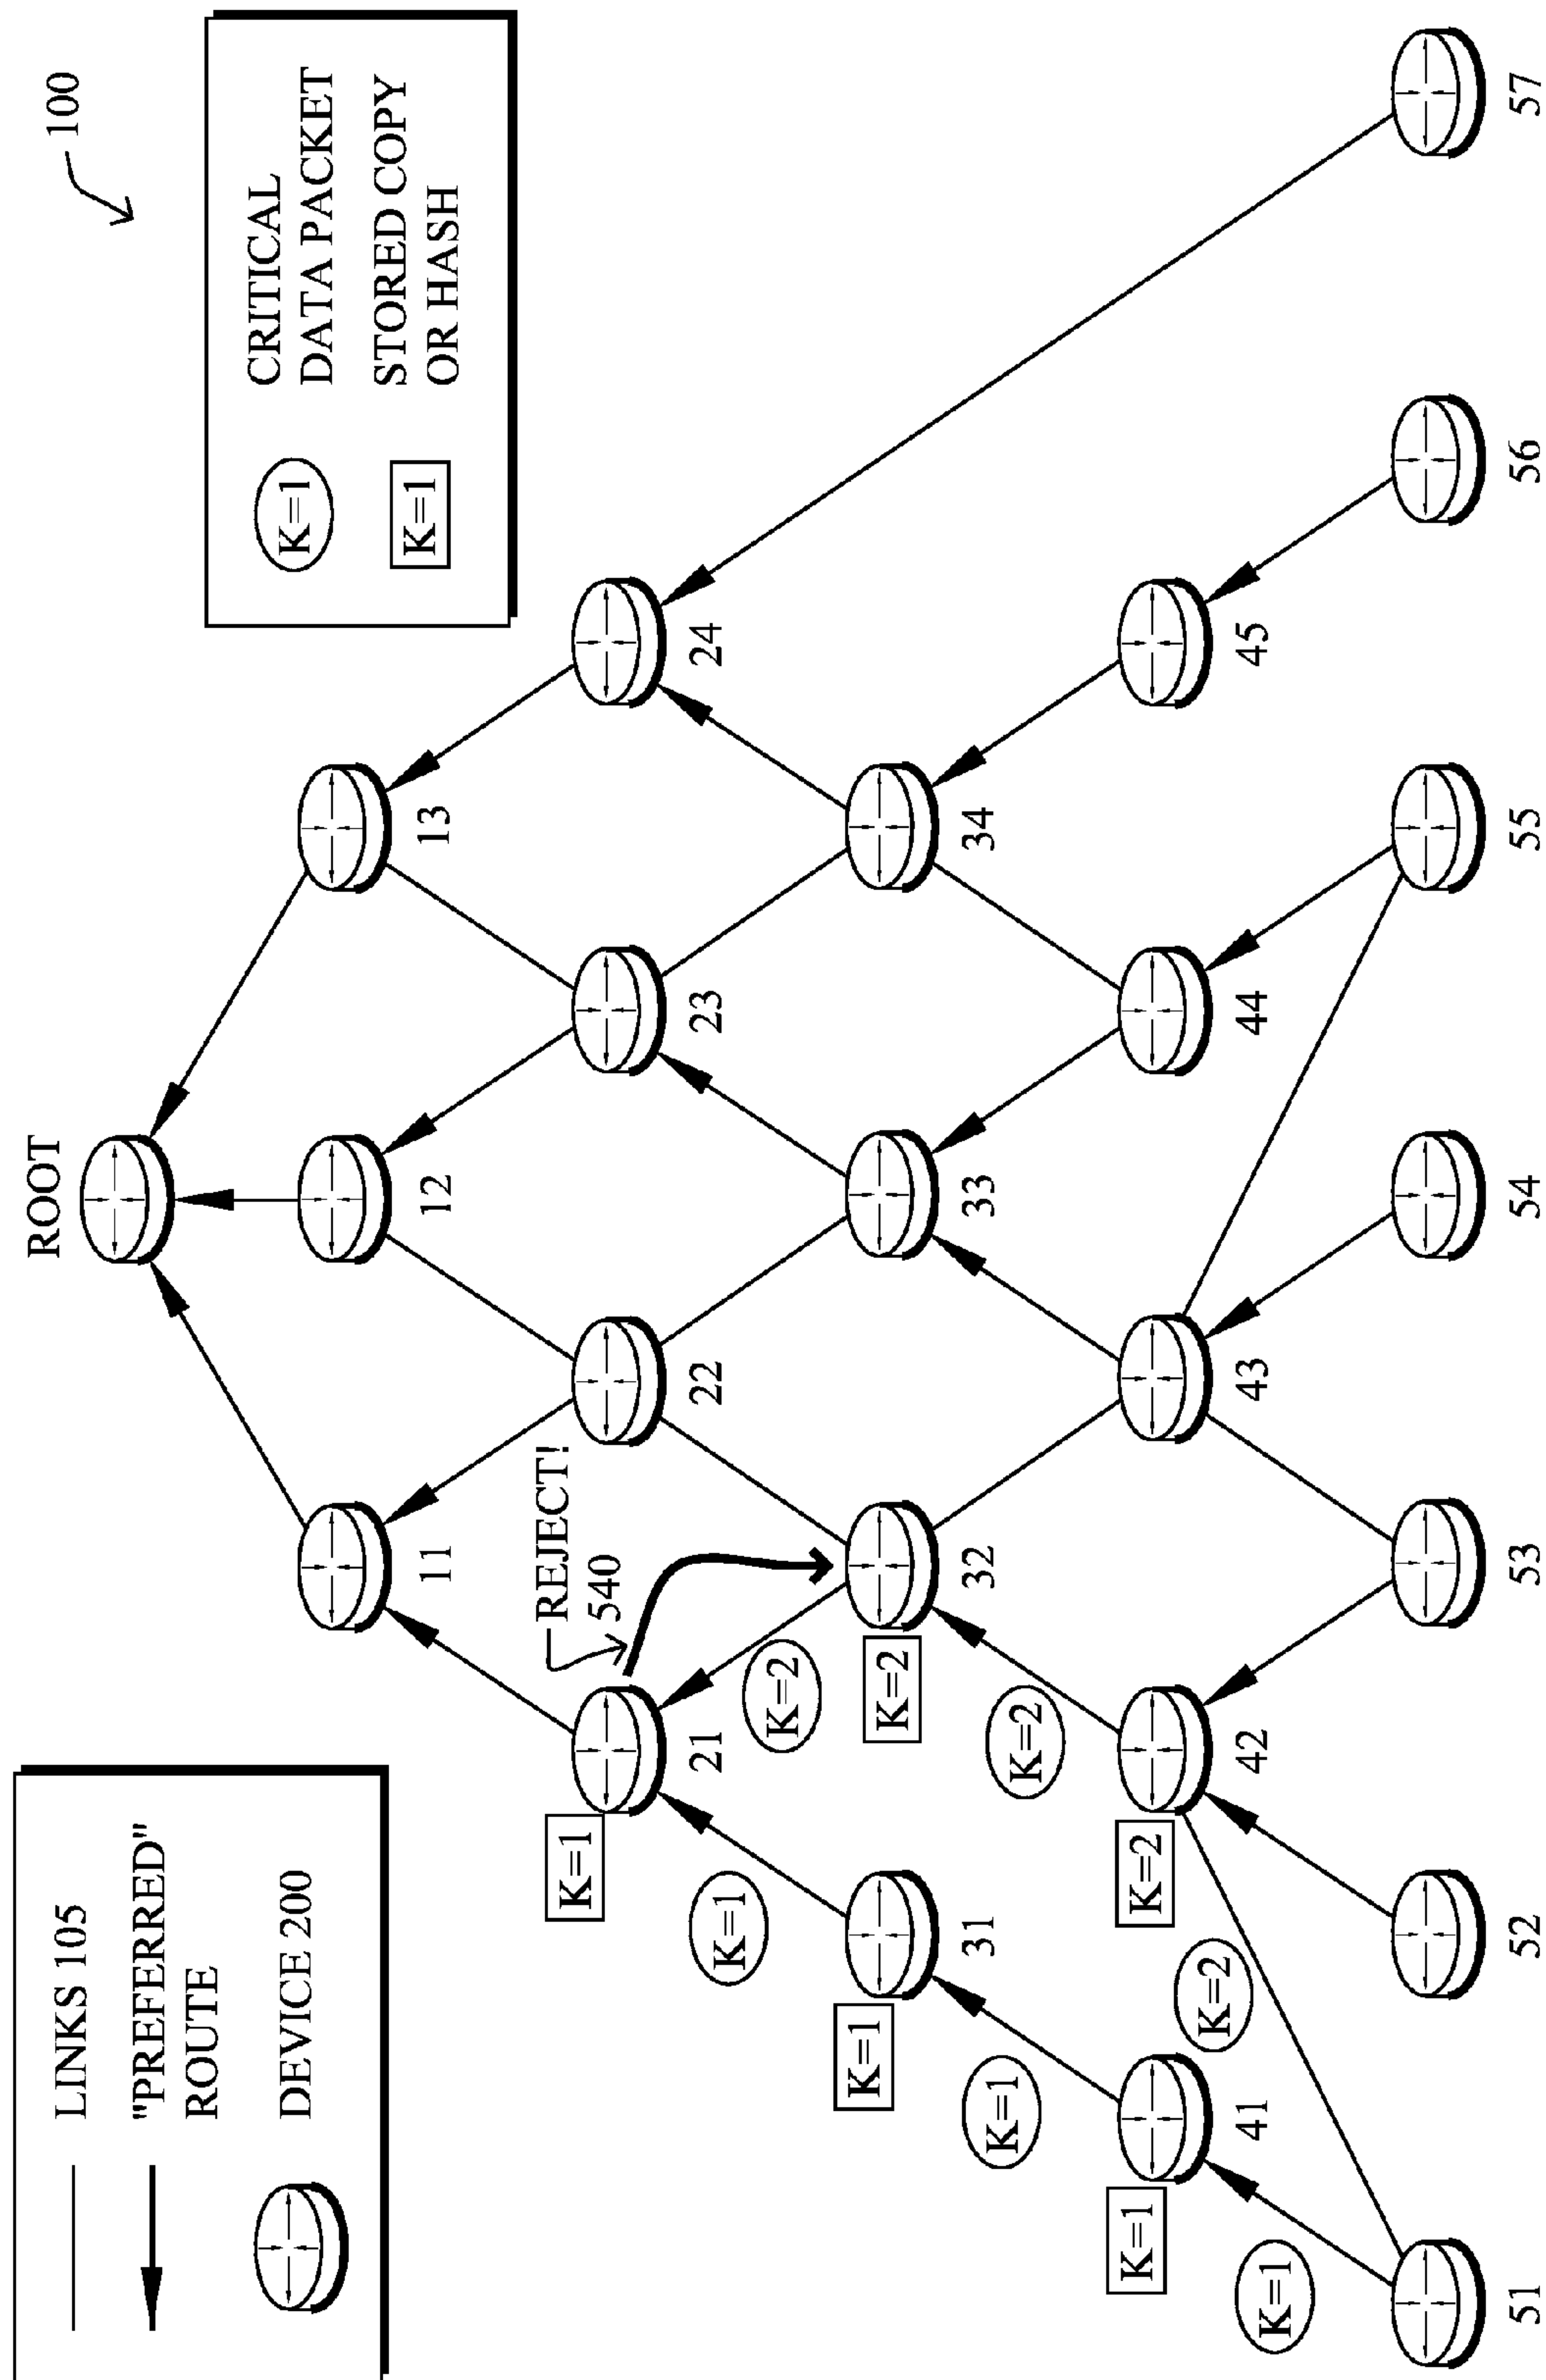 100
LINKS 105
"PREFERRED"
ROUTE
DEVICE 200
ROOT
K=1
CRITICAL
DATA PACKET
K=1
STORED COPY
OR HASH
11
12
13
REJECT!
540
K=1
21
22
23
24
K=1
K=2
K=1
31
K=2
32
33
34
K=1
K=2
K=1
41
K=2
42
43
44
45
K=1
K=2
51
52
53
54
55
56
57